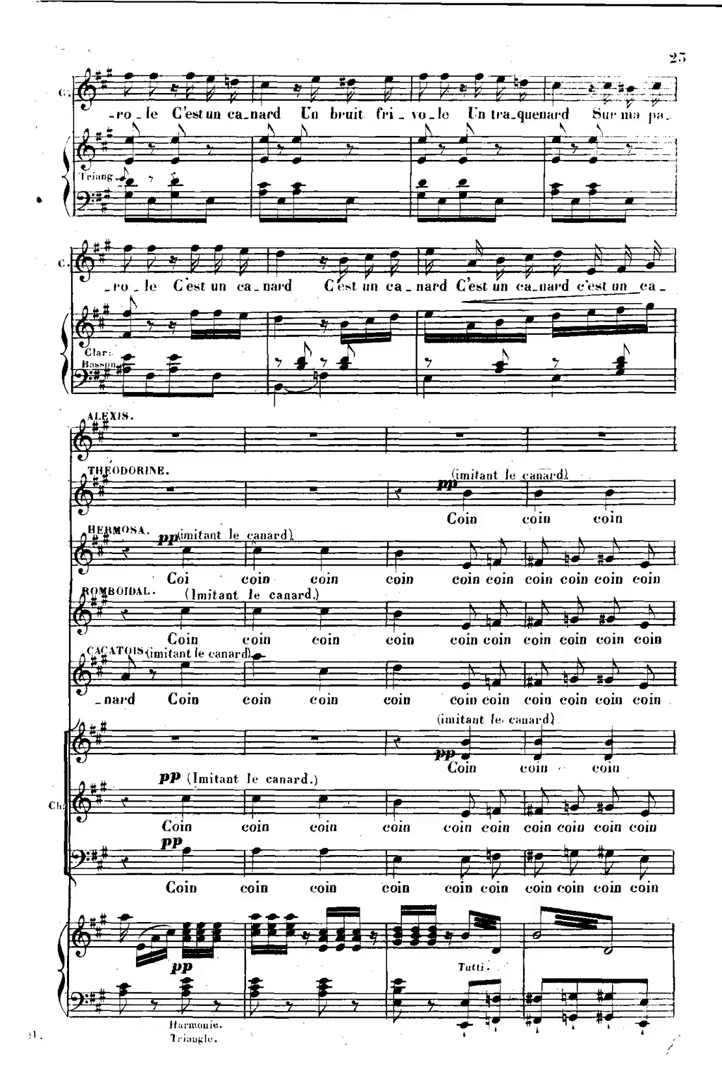 23
C.
_ro_le C'est un ca_nard Un bruit fri_vo_le Un tra_quenard Sur ma pa_
Triang.
C.
_ro_le C'est un ca_nard C'est un ca_nard C'est un ca_nard c'est un ca_
Clar:
Basson
ALEXIS.
THÉODORINE.
pp (imitant le canard)
Coin coin coin
HERMOSA.
pp (imitant le canard)
Coi coin coin coin coin coin coin coin coin coin
ROMBOIDAL. (Imitant le canard.)
Coin coin coin coin coin coin coin coin coin coin
CACATOIS. (imitant le canard)
_nard Coin coin coin coin coin coin coin coin coin coin
(imitant le canard)
pp
Coin coin coin
Ch:
pp (Imitant le canard.)
Coin coin coin coin coin coin coin coin coin coin
pp
Coin coin coin coin coin coin coin coin coin coin
pp
Tutti.
Harmonie.
Triangle.